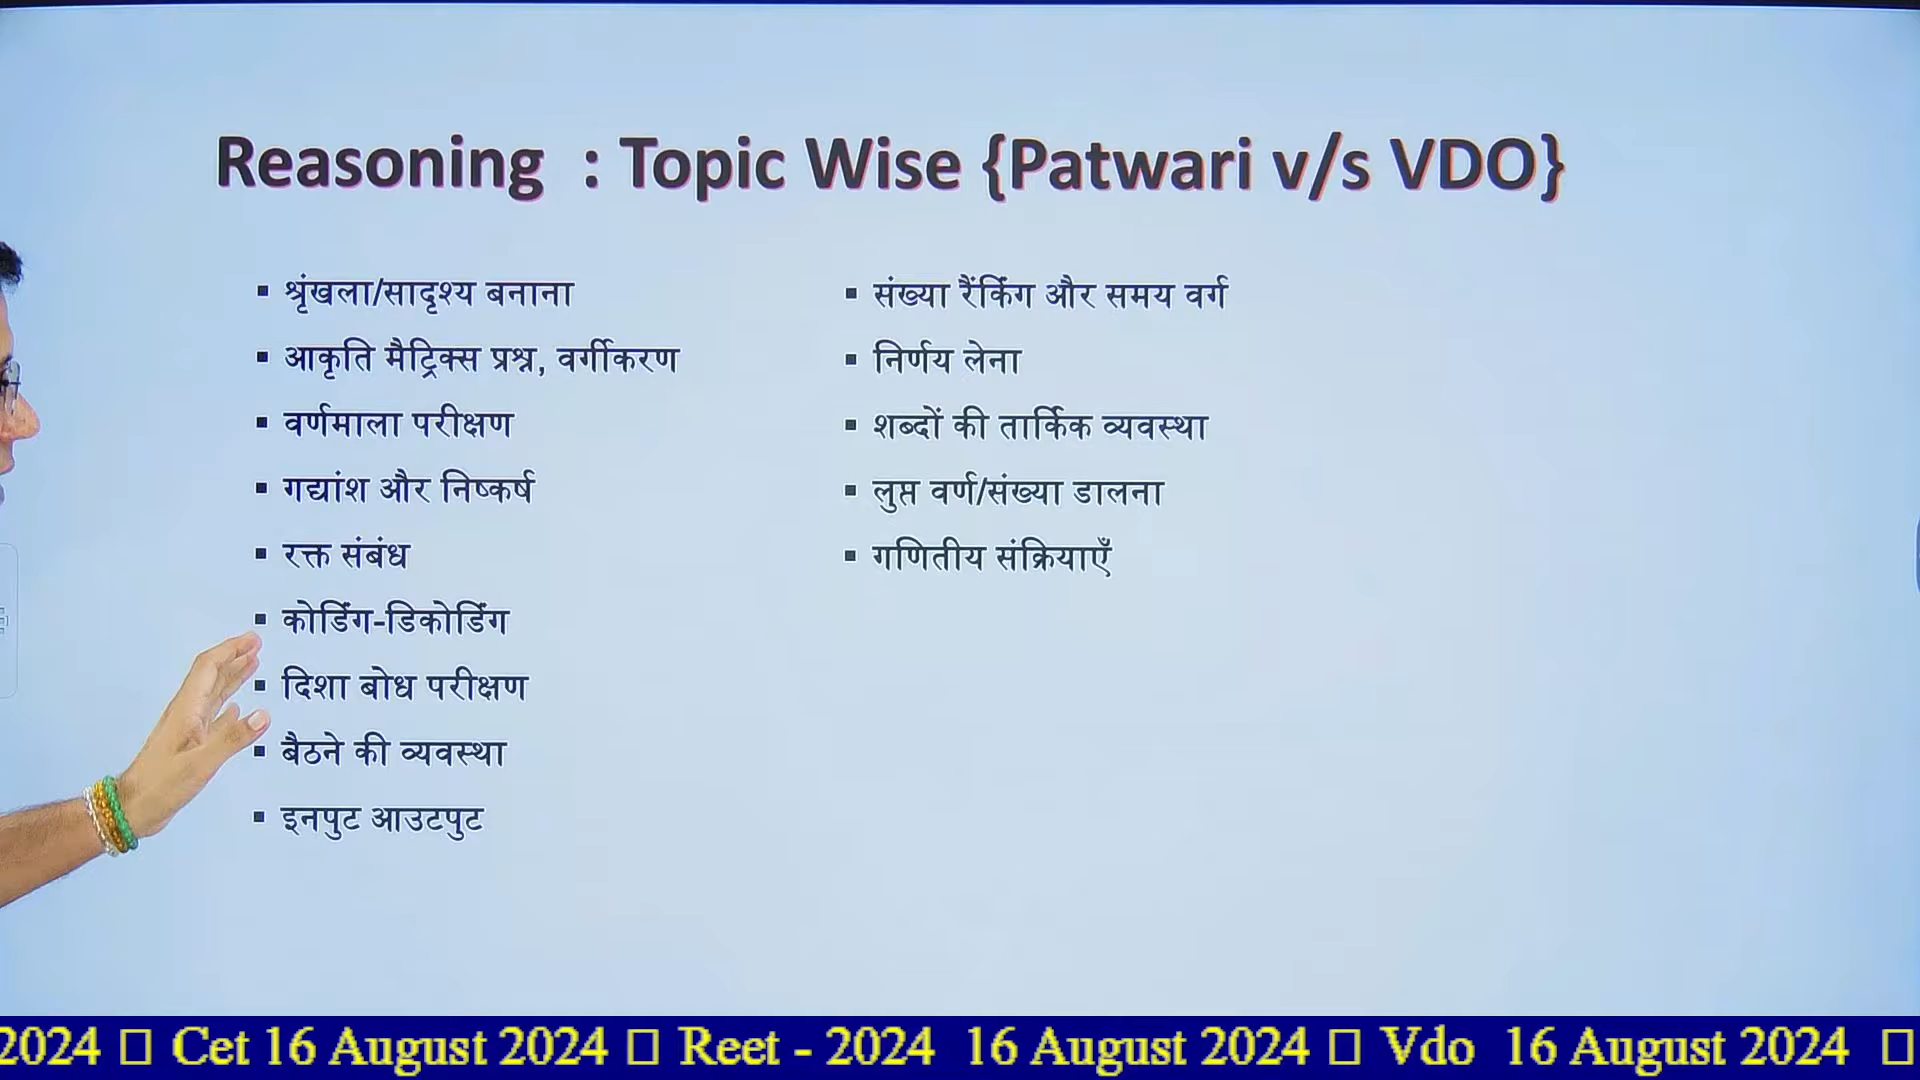 Reasoning : Topic Wise {Patwari v/s VDO}
▪ श्रृंखला/सादृश्य बनाना
▪ आकृति मैट्रिक्स प्रश्न, वर्गीकरण
▪ वर्णमाला परीक्षण
▪ गद्यांश और निष्कर्ष
▪ रक्त संबंध
▪ कोडिंग-डिकोडिंग
▪ दिशा बोध परीक्षण
▪ बैठने की व्यवस्था
▪ इनपुट आउटपुट
▪ संख्या रैंकिंग और समय वर्ग
▪ निर्णय लेना
▪ शब्दों की तार्किक व्यवस्था
▪ लुप्त वर्ण/संख्या डालना
▪ गणितीय संक्रियाएँ
2024 □ Cet 16 August 2024 □ Reet - 2024 16 August 2024 □ Vdo 16 August 2024 □